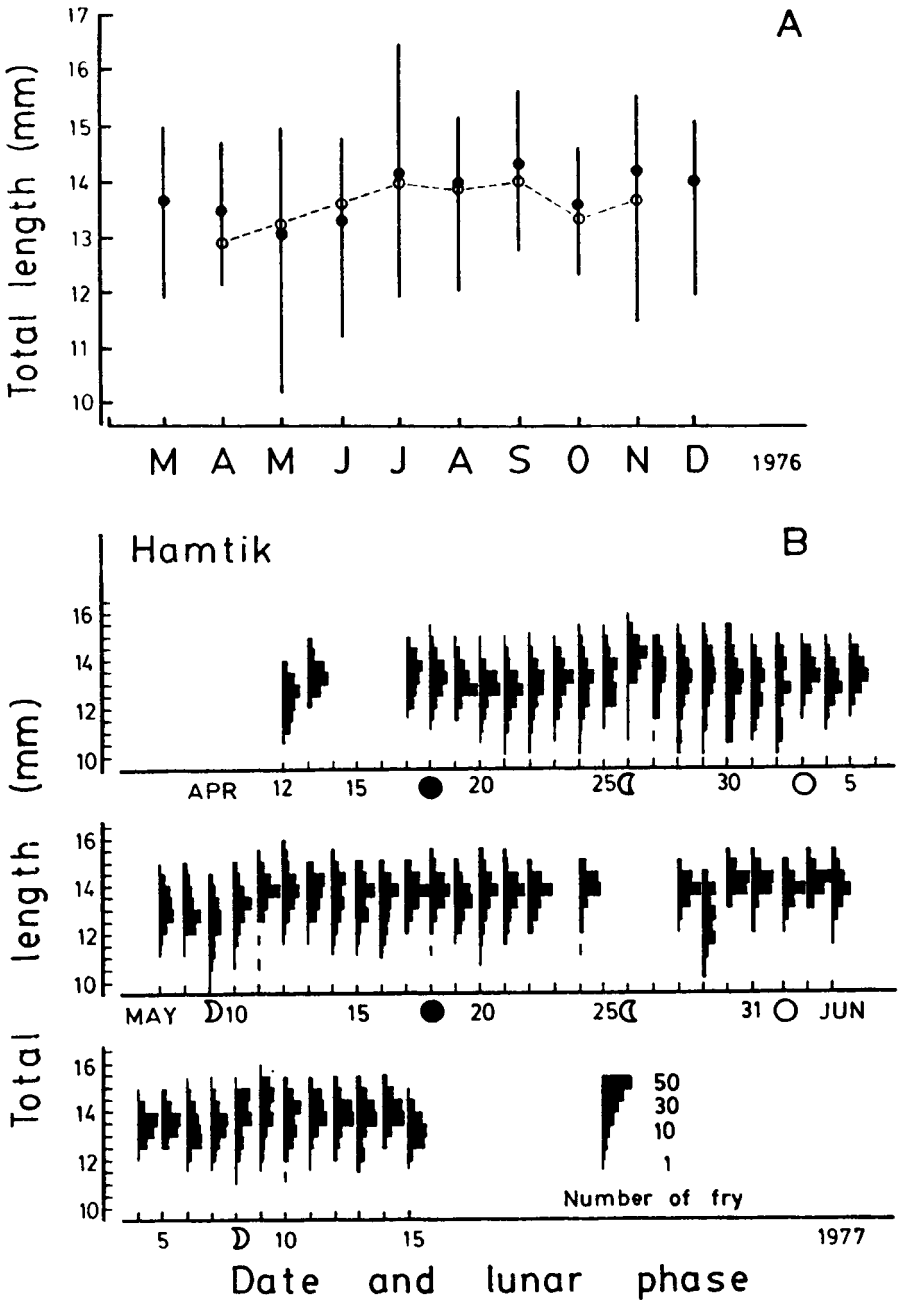 A
17
16
15
14
13
12
11
10
Total length (mm)
M A M J J A S O N D 1976
B
Hamtik
16
14
12
10
APR 12 15 20 25 30 5
16
14
12
10
MAY 10 15 20 25 31 JUN
16
14
12
10
5 10 15 1977
50
30
10
1
Number of fry
Total length (mm)
Date and lunar phase